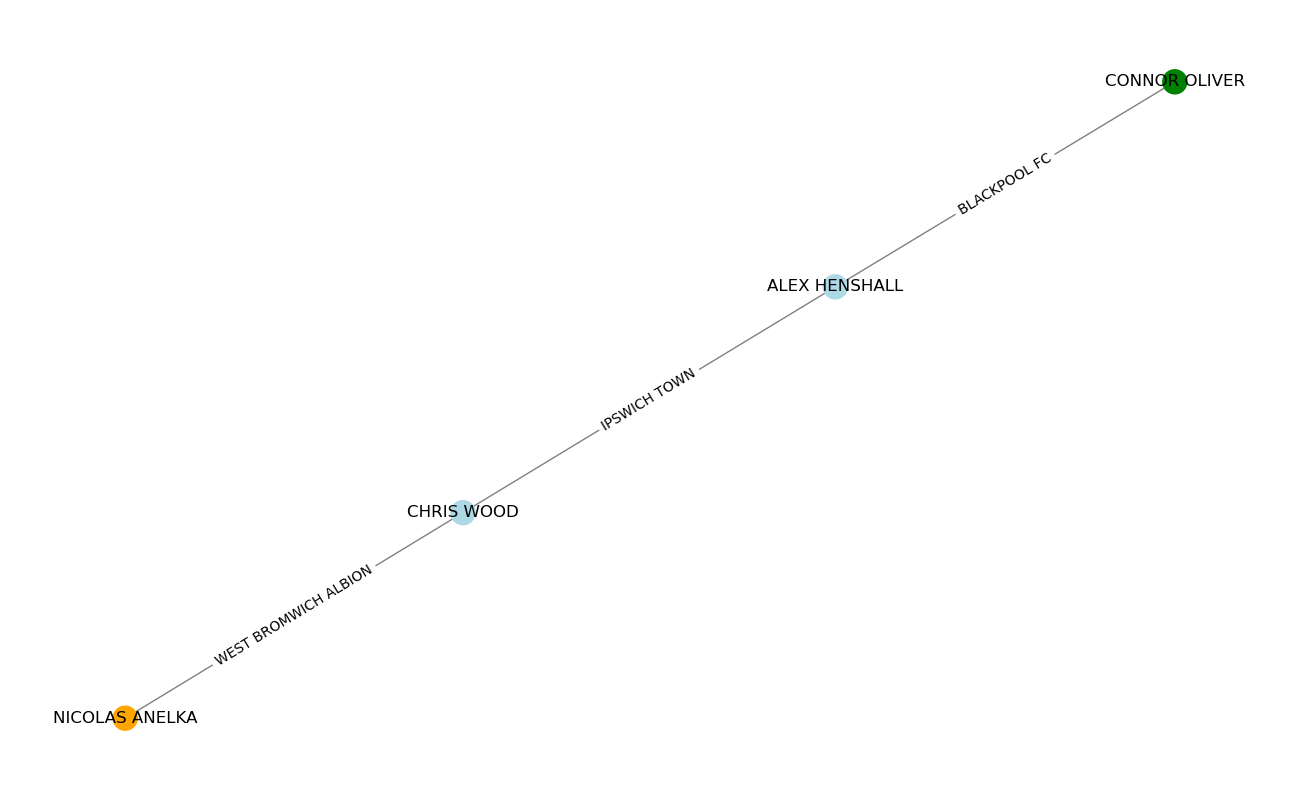 CONNOR OLIVER
BLACKPOOL FC
ALEX HENSHALL
IPSWICH TOWN
CHRIS WOOD
WEST BROMWICH ALBION
NICOLAS ANELKA